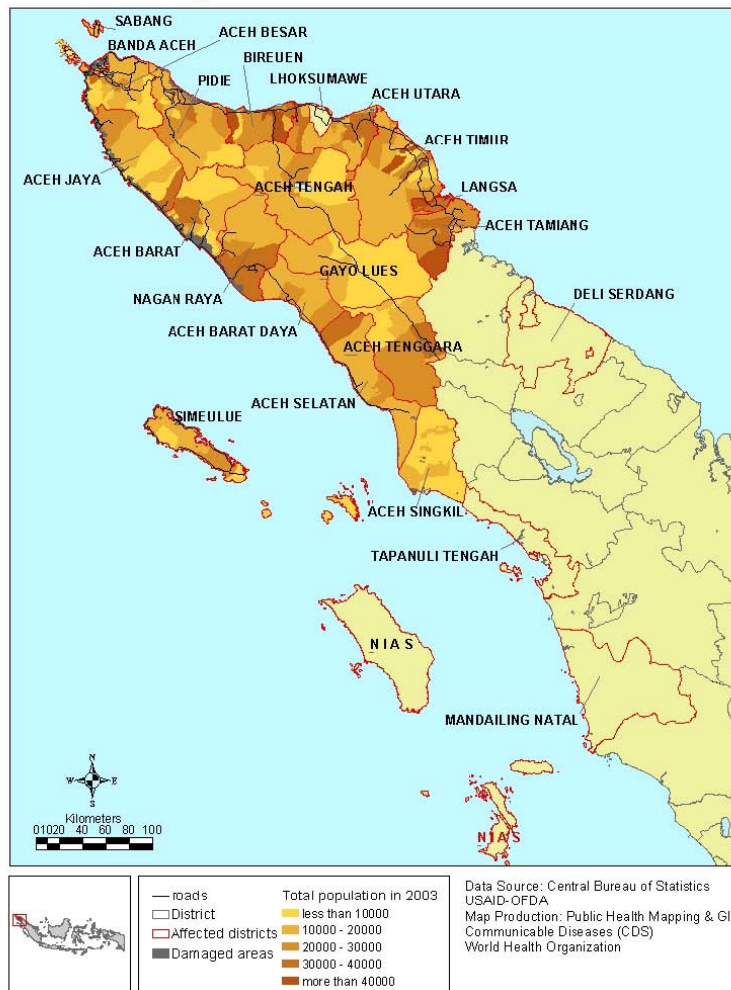 SABANG
ACEH BESAR
BANDA ACEH
BIREUEN
PIDIE
LHOKSUMAWE
ACEH UTARA
ACEH TIMIIR
ACEH JAYA
ACEH TENGAH
LANGSA
ACEH TAMIANG
ACEH BARAT
GAYO LUES
NAGAN RAYA
DELI SERDANG
ACEH BARAT DAYA
ACEH TENGGARA
ACEH SELATAN
SIMEULUE
ACEH SINGKIL
TAPANULI TENGAH
NIAS
MANDAILING NATAL
N
W E
S
Kilometers
01020 40 60 80 100
NIAS
roads
District
Affected districts
Damaged areas
Total population in 2003
less than 10000
10000 - 20000
20000 - 30000
30000 - 40000
more than 40000
Data Source: Central Bureau of Statistics
USAID-OFDA
Map Production: Public Health Mapping & GI
Communicable Diseases (CDS)
World Health Organization